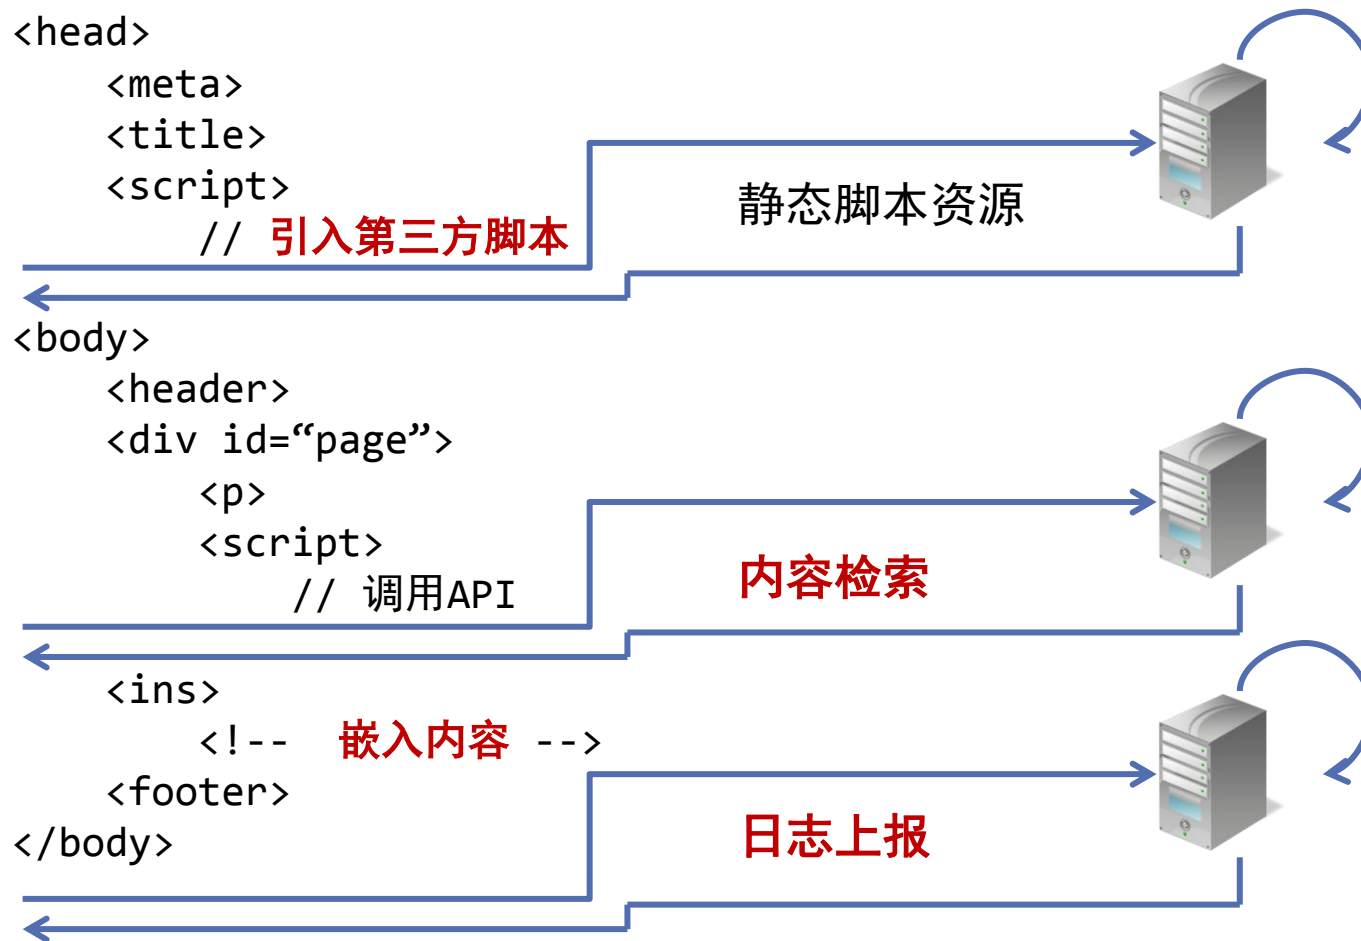 <head>
<meta>
<title>
<script>
// 引入第三方脚本
静态脚本资源
<body>
<header>
<div id=“page”>
<p>
<script>
// 调用API
内容检索
<ins>
<!-- 嵌入内容 -->
<footer>
</body>
日志上报